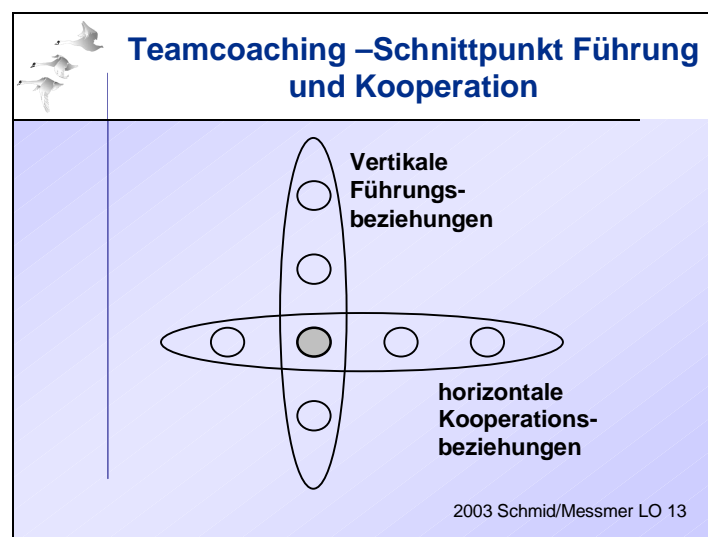 Teamcoaching –Schnittpunkt Führung
und Kooperation
Vertikale
Führungs-
beziehungen
horizontale
Kooperations-
beziehungen
2003 Schmid/Messmer LO 13